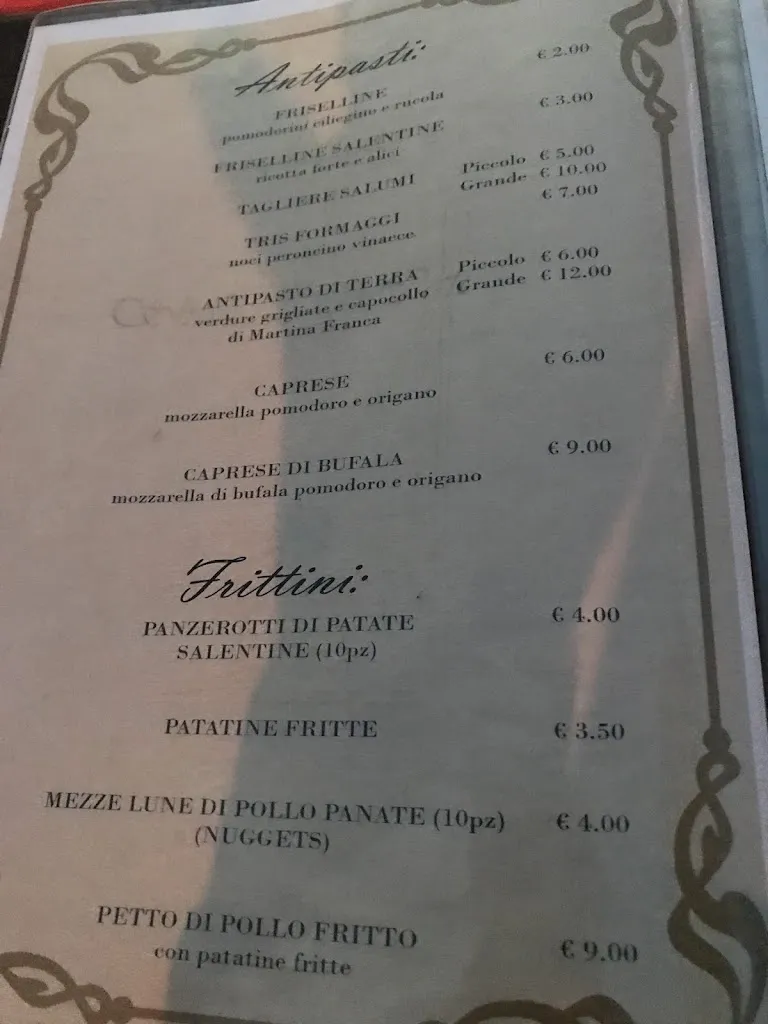 Antipasti:
FRISELLINE € 2.00
pomodorini ciliegino e rucola
FRISELLINE SALENTINE € 3.00
ricotta forte e alici
TAGLIERE SALUMI Piccolo € 5.00
Grande € 10.00
TRIS FORMAGGI € 7.00
noci peroncino vinacce
ANTIPASTO DI TERRA Piccolo € 6.00
verdure grigliate e capocollo Grande € 12.00
di Martina Franca
CAPRESE € 6.00
mozzarella pomodoro e origano
CAPRESE DI BUFALA € 9.00
mozzarella di bufala pomodoro e origano
Frittini:
PANZEROTTI DI PATATE € 4.00
SALENTINE (10pz)
PATATINE FRITTE € 3.50
MEZZE LUNE DI POLLO PANATE (10pz) € 4.00
(NUGGETS)
PETTO DI POLLO FRITTO € 9.00
con patatine fritte